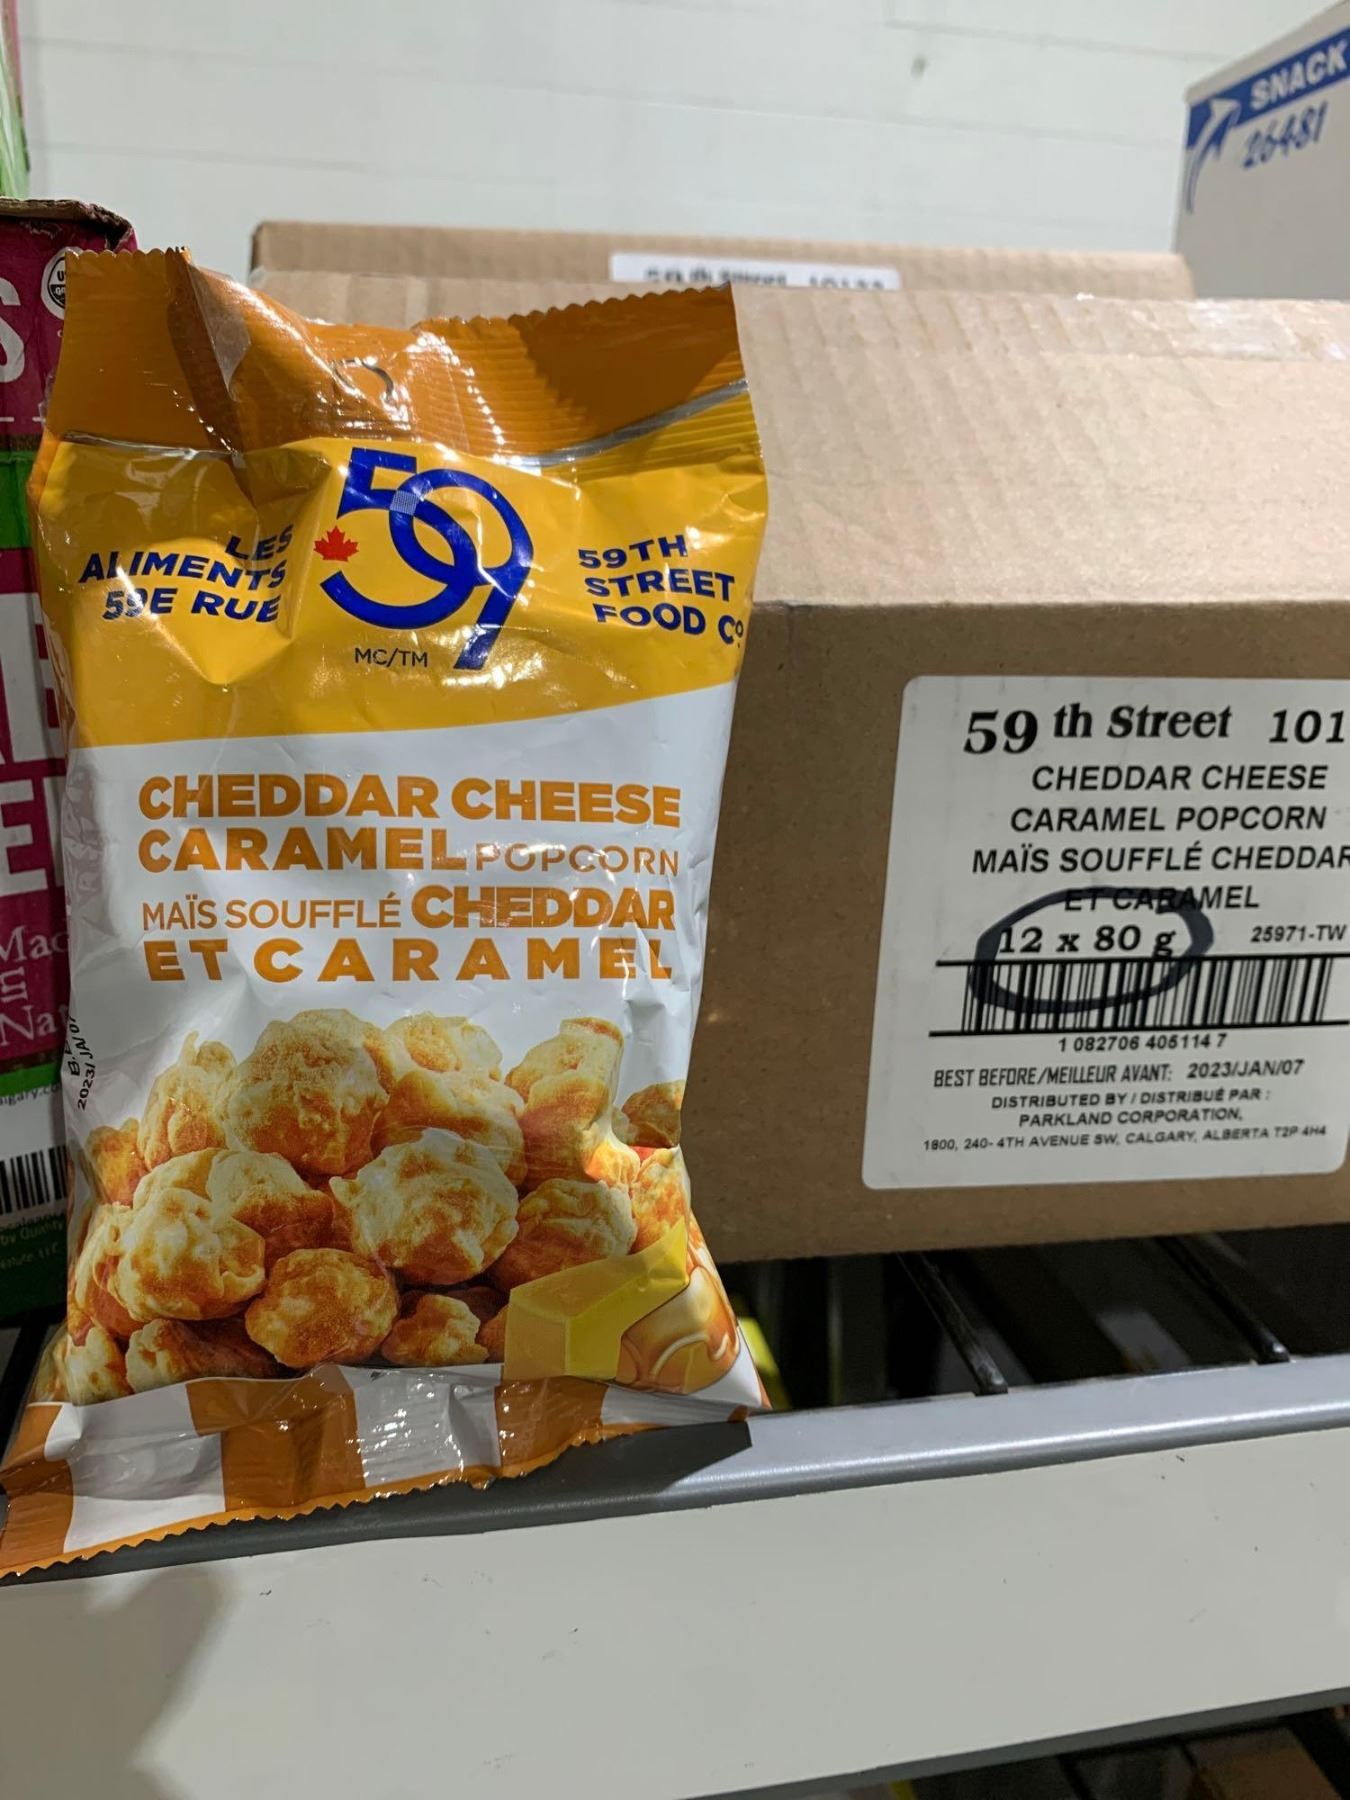 SNACK
26481
LES
ALIMENTS
59E RUE
59
MC/TM
59TH
STREET
FOOD Cº
CHEDDAR CHEESE
CARAMEL POPCORN
MAÏS SOUFFLÉ CHEDDAR
ET CARAMEL
2023/JA/07
59 th Street 101
CHEDDAR CHEESE
CARAMEL POPCORN
MAÏS SOUFFLÉ CHEDDAR
ET CARAMEL
12 x 80 g
25971-TW
1 082706 405114 7
BEST BEFORE/MEILLEUR AVANT: 2023/JAN/07
DISTRIBUTED BY / DISTRIBUÉ PAR :
PARKLAND CORPORATION,
1800, 240- 4TH AVENUE SW, CALGARY, ALBERTA T2P 4H4
in